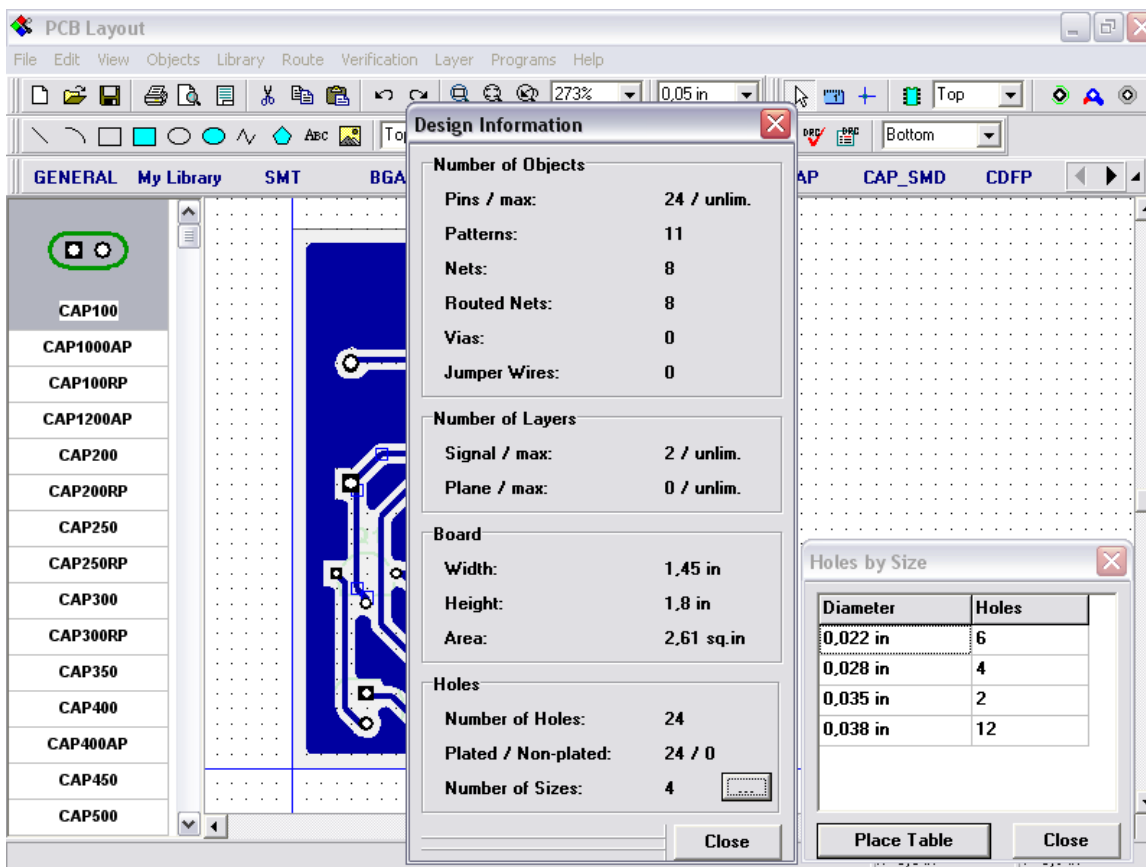 PCB Layout
File Edit View Objects Library Route Verification Layer Programs Help
273% 0,05 in Top
ABC DRC DRC Bottom
GENERAL My Library SMT CAP_SMD CDFP
CAP100
CAP1000AP
CAP100RP
CAP1200AP
CAP200
CAP200RP
CAP250
CAP250RP
CAP300
CAP300RP
CAP350
CAP400
CAP400AP
CAP450
CAP500
Design Information
Number of Objects
Pins / max: 24 / unlim.
Patterns: 11
Nets: 8
Routed Nets: 8
Vias: 0
Jumper Wires: 0
Number of Layers
Signal / max: 2 / unlim.
Plane / max: 0 / unlim.
Board
Width: 1,45 in
Height: 1,8 in
Area: 2,61 sq.in
Holes
Number of Holes: 24
Plated / Non-plated: 24 / 0
Number of Sizes: 4 ...
Close
Holes by Size
Diameter Holes
0,022 in 6
0,028 in 4
0,035 in 2
0,038 in 12
Place Table Close